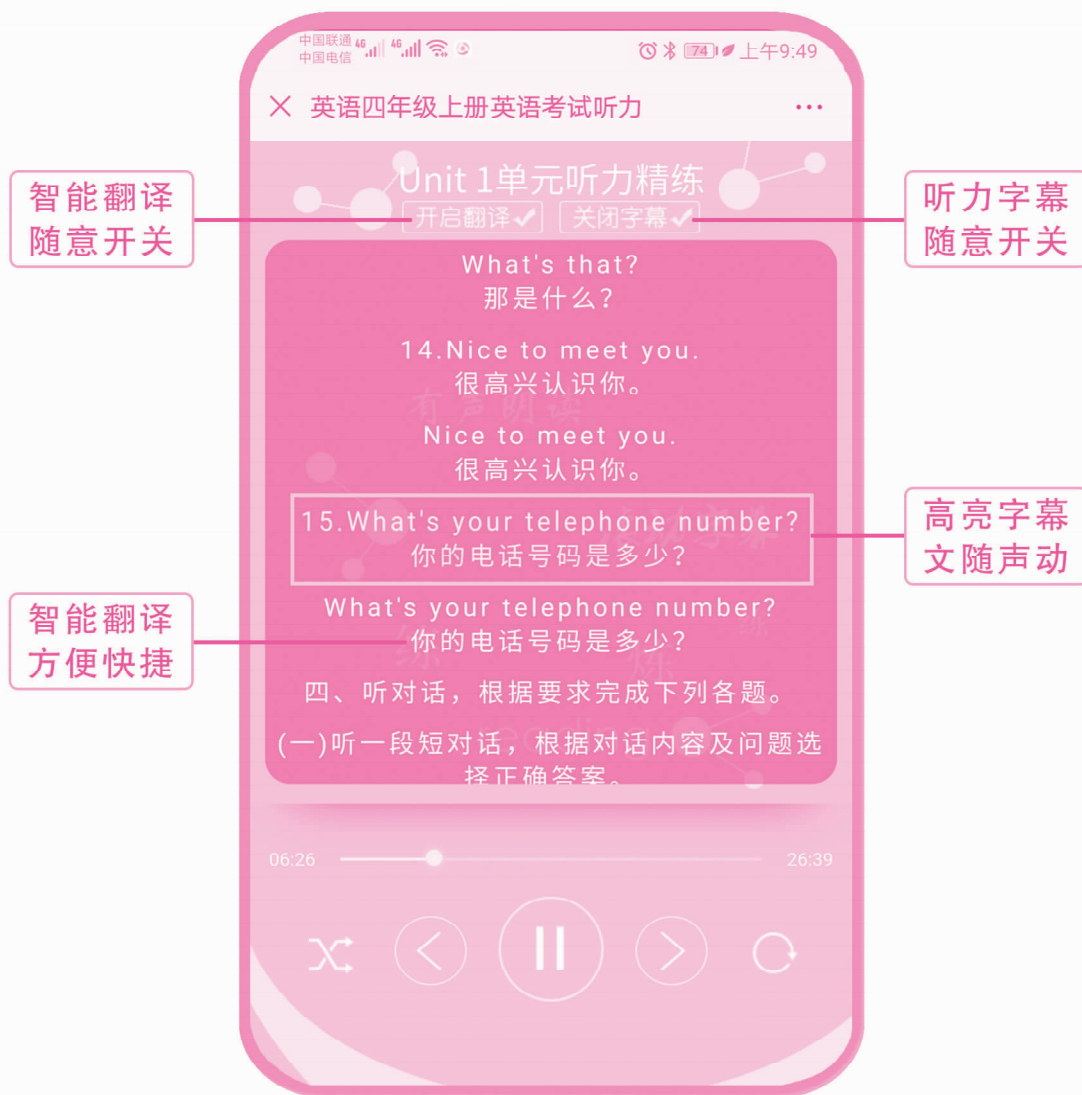 中国联通 4G 4G
中国电信
74 上午9:49
英语四年级上册英语考试听力
Unit 1单元听力精练
开启翻译 关闭字幕
智能翻译
随意开关
听力字幕
随意开关
What's that?
那是什么?
14.Nice to meet you.
很高兴认识你。
有声朗读
Nice to meet you.
很高兴认识你。
15.What's your telephone number?
你的电话号码是多少?
高亮字幕
文随声动
What's your telephone number?
你的电话号码是多少?
智能翻译
方便快捷
四、听对话，根据要求完成下列各题。
(一)听一段短对话，根据对话内容及问题选
择正确答案。
06:26 26:39